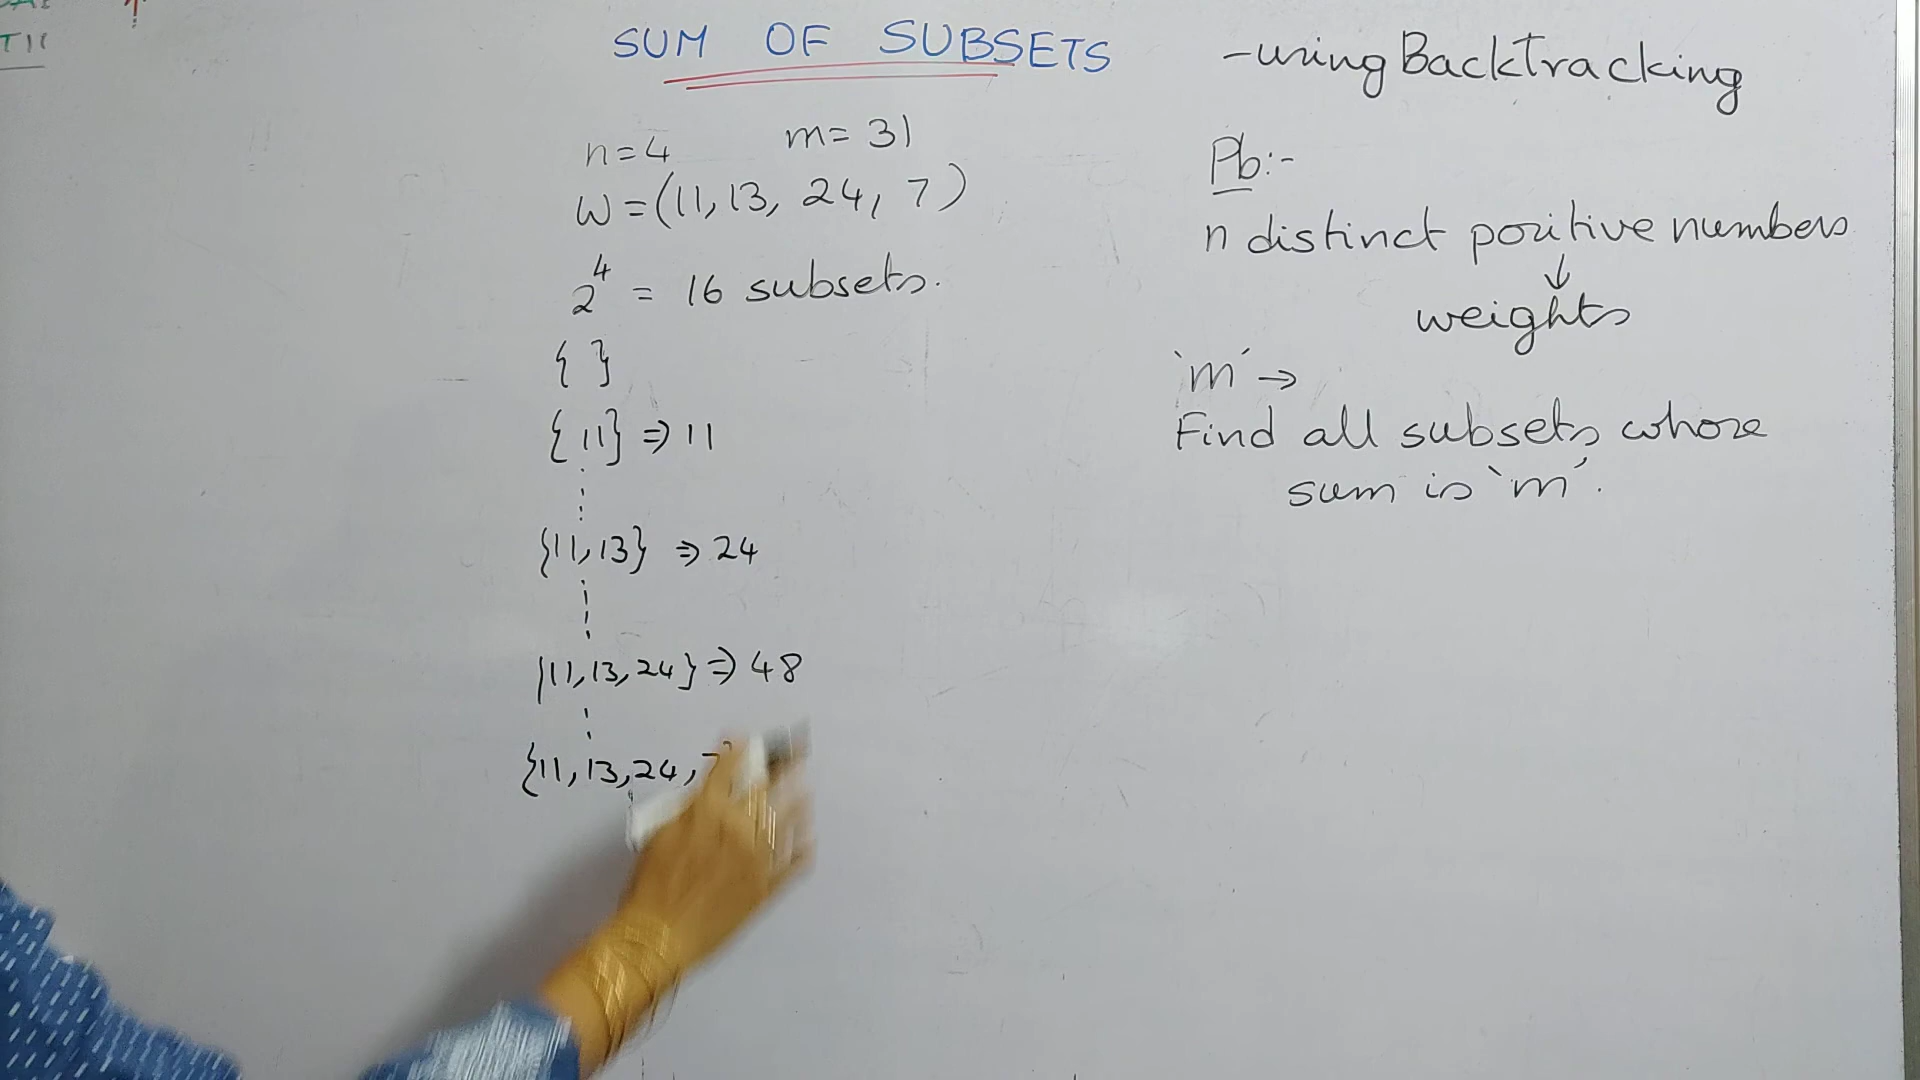 SUM OF SUBSETS
- using BackTracking
n=4 m=31
w=(11,13, 24, 7)
2^4 = 16 subsets.
{ }
{11} ⇒ 11
{11,13} ⇒ 24
{11,13,24} ⇒ 48
{11,13,24,7}
Pb:-
n distinct positive numbers
↓
weights
'm' →
Find all subsets whose
sum is 'm'.